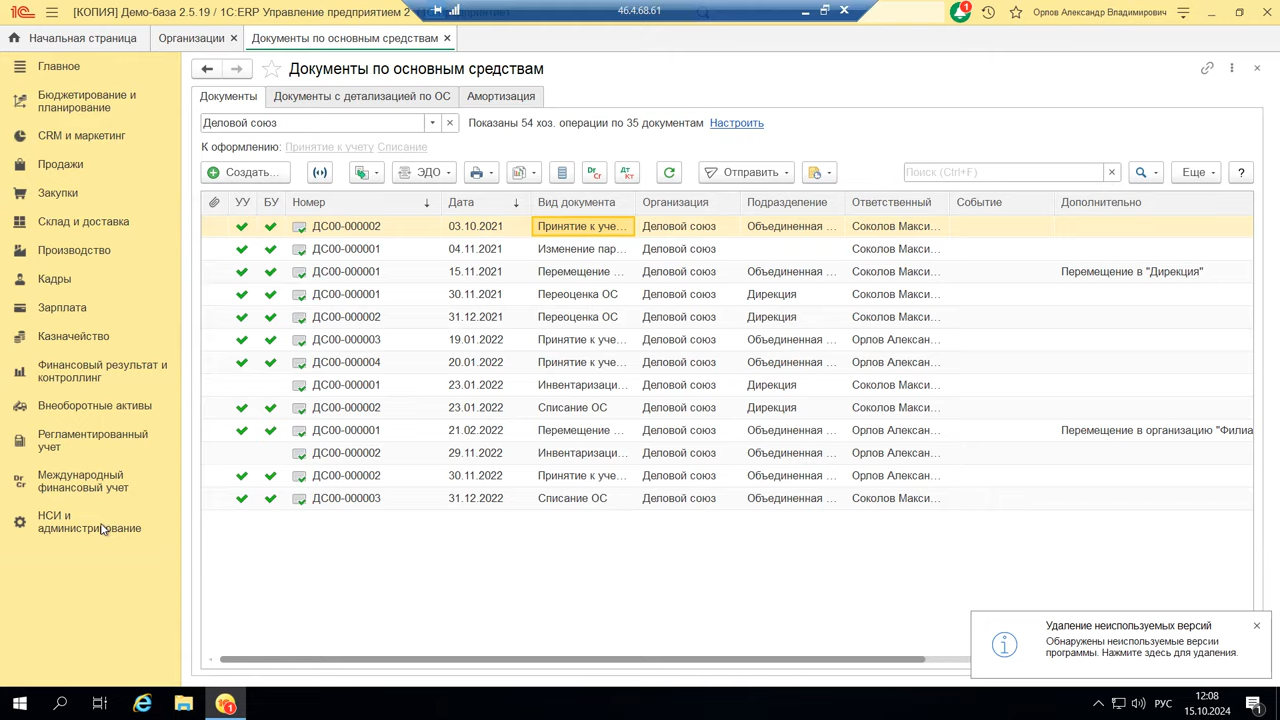 [КОПИЯ] Демо-база 2.5.19 / 1С:ERP Управление предприятием 2
46.4.68.61
1
Орлов Александр Владимирович
Начальная страница
Организации
Документы по основным средствам
Главное
Бюджетирование и
планирование
CRM и маркетинг
Продажи
Закупки
Склад и доставка
Производство
Кадры
Зарплата
Казначейство
Финансовый результат и
контроллинг
Внеоборотные активы
Регламентированный
учет
Международный
финансовый учет
НСИ и
администрирование
Документы по основным средствам
Документы
Документы с детализацией по ОС
Амортизация
Деловой союз
Показаны 54 хоз. операции по 35 документам Настроить
К оформлению: Принятие к учету Списание
Создать...
ЭДО
Dr
Cr
Дт
Кт
Отправить
Поиск (Ctrl+F)
Еще
?
УУ БУ Номер Дата Вид документа Организация Подразделение Ответственный Событие Дополнительно
ДС00-000002 03.10.2021 Принятие к уче... Деловой союз Объединенная ... Соколов Макси...
ДС00-000001 04.11.2021 Изменение пар... Деловой союз Соколов Макси...
ДС00-000001 15.11.2021 Перемещение ... Деловой союз Объединенная ... Соколов Макси... Перемещение в "Дирекция"
ДС00-000001 30.11.2021 Переоценка ОС Деловой союз Дирекция Соколов Макси...
ДС00-000002 31.12.2021 Переоценка ОС Деловой союз Дирекция Соколов Макси...
ДС00-000003 19.01.2022 Принятие к уче... Деловой союз Объединенная ... Орлов Алексан...
ДС00-000004 20.01.2022 Принятие к уче... Деловой союз Объединенная ... Орлов Алексан...
ДС00-000001 23.01.2022 Инвентаризаци... Деловой союз Дирекция Соколов Макси...
ДС00-000002 23.01.2022 Списание ОС Деловой союз Дирекция Соколов Макси...
ДС00-000001 21.02.2022 Перемещение ... Деловой союз Объединенная ... Орлов Алексан... Перемещение в организацию "Филиа
ДС00-000002 29.11.2022 Инвентаризаци... Деловой союз Объединенная ... Орлов Алексан...
ДС00-000002 30.11.2022 Принятие к уче... Деловой союз Объединенная ... Орлов Алексан...
ДС00-000003 31.12.2022 Списание ОС Деловой союз Объединенная ... Соколов Макси...
Удаление неиспользуемых версий
Обнаружены неиспользуемые версии
программы. Нажмите здесь для удаления.
РУС
12:08
15.10.2024
1
1